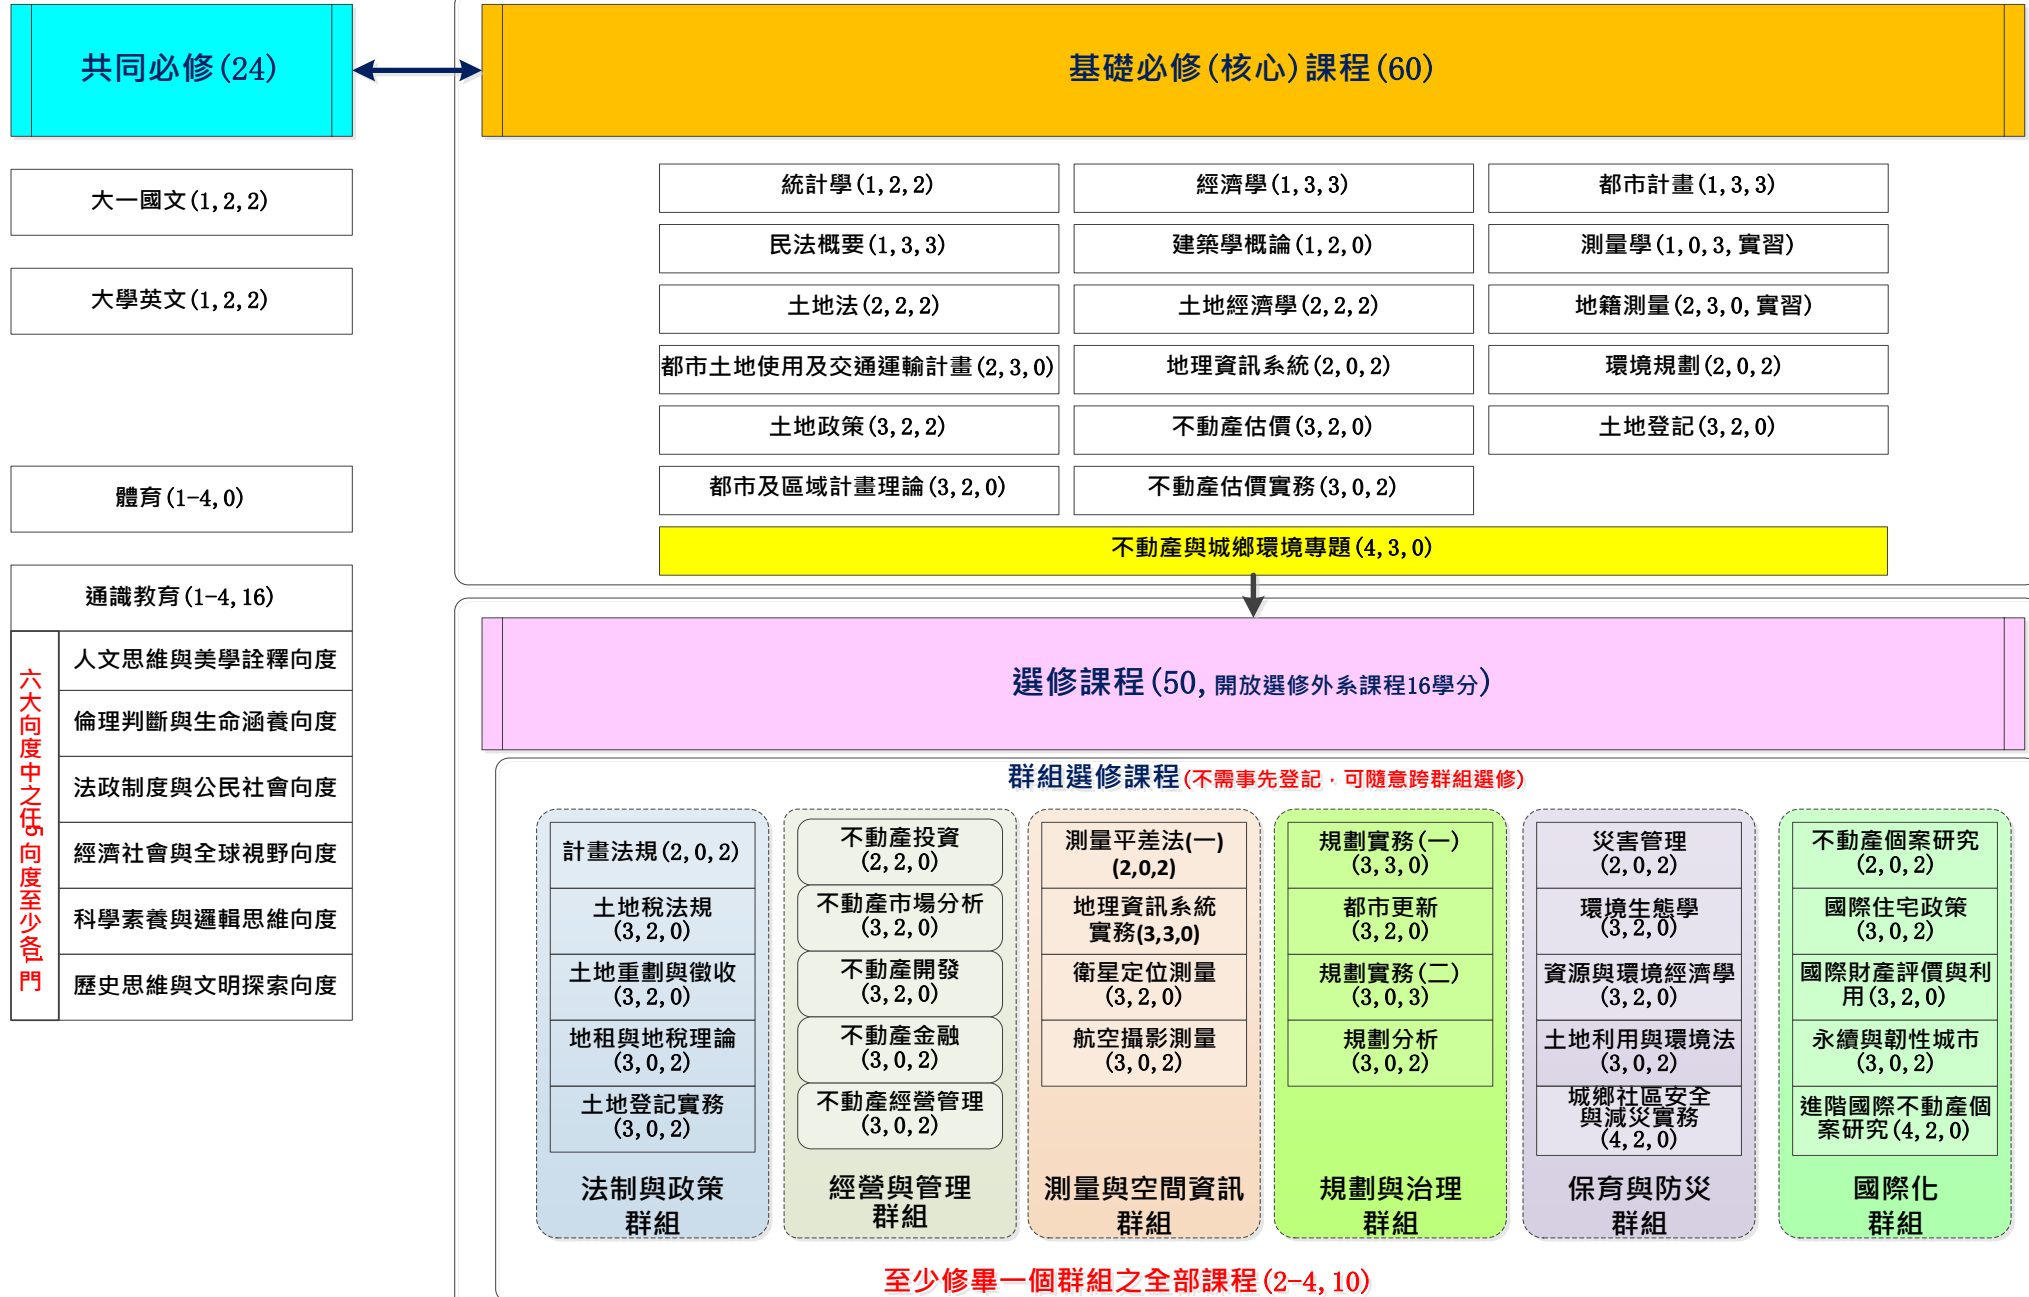 共同必修(24)
大一國文(1,2,2)
大學英文(1,2,2)
體育(1-4,0)
通識教育(1-4,16)
六大向度中之任5向度至少各1門
人文思維與美學詮釋向度
倫理判斷與生命涵養向度
法政制度與公民社會向度
經濟社會與全球視野向度
科學素養與邏輯思維向度
歷史思維與文明探索向度
基礎必修(核心)課程(60)
統計學(1,2,2)
經濟學(1,3,3)
都市計畫(1,3,3)
民法概要(1,3,3)
建築學概論(1,2,0)
測量學(1,0,3,實習)
土地法(2,2,2)
土地經濟學(2,2,2)
地籍測量(2,3,0,實習)
都市土地使用及交通運輸計畫(2,3,0)
地理資訊系統(2,0,2)
環境規劃(2,0,2)
土地政策(3,2,2)
不動產估價(3,2,0)
土地登記(3,2,0)
都市及區域計畫理論(3,2,0)
不動產估價實務(3,0,2)
不動產與城鄉環境專題(4,3,0)
選修課程(50,開放選修外系課程16學分)
群組選修課程(不需事先登記，可隨意跨群組選修)
計畫法規(2,0,2)
土地稅法規
(3,2,0)
土地重劃與徵收
(3,2,0)
地租與地稅理論
(3,0,2)
土地登記實務
(3,0,2)
法制與政策
群組
不動產投資
(2,2,0)
不動產市場分析
(3,2,0)
不動產開發
(3,2,0)
不動產金融
(3,0,2)
不動產經營管理
(3,0,2)
經營與管理
群組
測量平差法(一)
(2,0,2)
地理資訊系統
實務(3,3,0)
衛星定位測量
(3,2,0)
航空攝影測量
(3,0,2)
測量與空間資訊
群組
規劃實務(一)
(3,3,0)
都市更新
(3,2,0)
規劃實務(二)
(3,0,3)
規劃分析
(3,0,2)
規劃與治理
群組
災害管理
(2,0,2)
環境生態學
(3,2,0)
資源與環境經濟學
(3,2,0)
土地利用與環境法
(3,0,2)
城鄉社區安全
與減災實務
(4,2,0)
保育與防災
群組
不動產個案研究
(2,0,2)
國際住宅政策
(3,0,2)
國際財產評價與利
用(3,2,0)
永續與韌性城市
(3,0,2)
進階國際不動產個
案研究(4,2,0)
國際化
群組
至少修畢一個群組之全部課程(2-4,10)